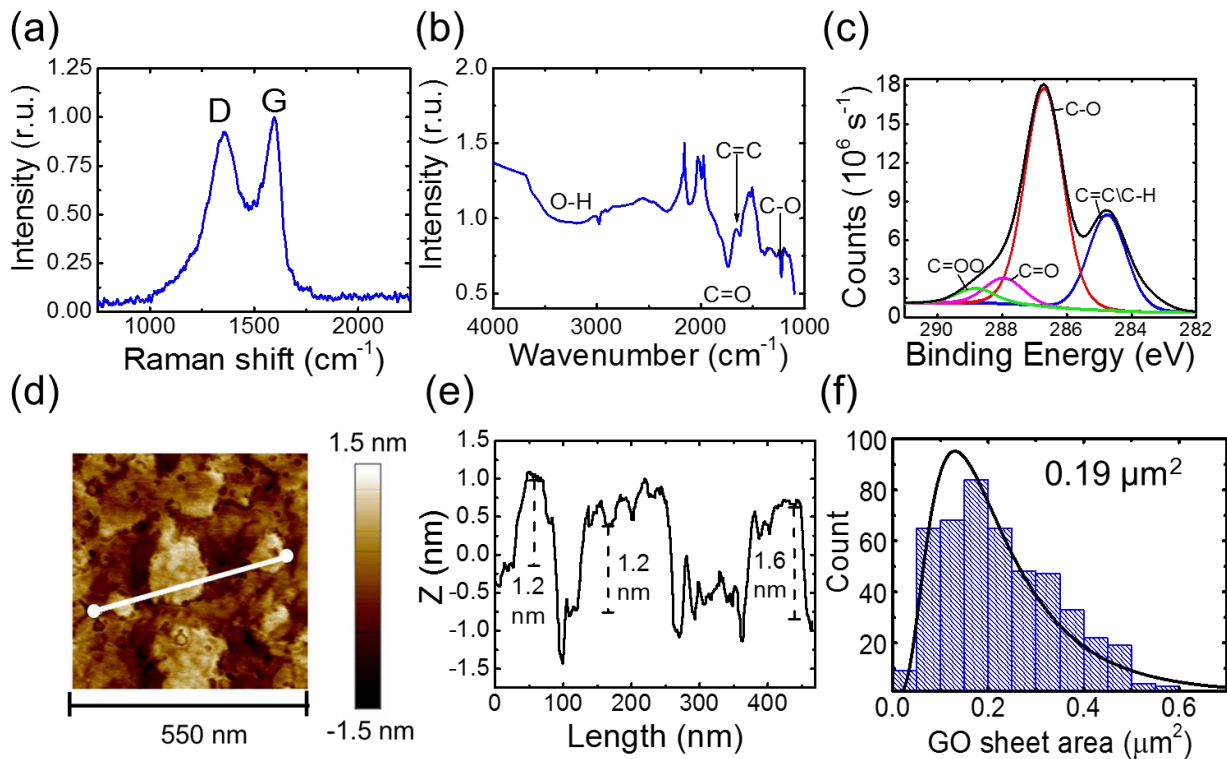 (a)
Intensity (r.u.)
1.25
1.00
0.75
0.50
0.25
0.00
D
G
1000 1500 2000
Raman shift (cm-1)
(b)
Intensity (r.u.)
2.0
1.5
1.0
0.5
O-H
C=C
C-O
C=O
4000 3000 2000 1000
Wavenumber (cm-1)
(c)
Counts (10^6 s-1)
18
15
12
9
6
3
0
C-O
C=C\C-H
C=OO
C=O
290 288 286 284 282
Binding Energy (eV)
(d)
1.5 nm
-1.5 nm
550 nm
(e)
Z (nm)
1.5
1.0
0.5
0.0
-0.5
-1.0
-1.5
1.2
nm
1.2
nm
1.6
nm
0 100 200 300 400
Length (nm)
(f)
Count
100
80
60
40
20
0
0.19 μm2
0.0 0.2 0.4 0.6
GO sheet area (μm2)